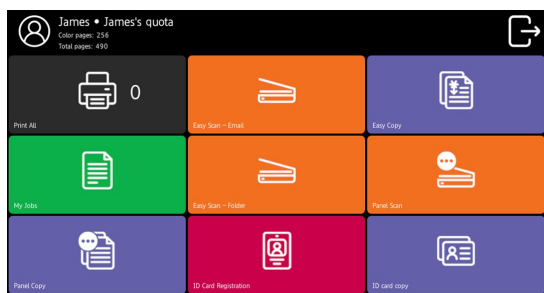 James • James's quota
Color pages: 256
Total pages: 490
0
Print All
Easy Scan – Email
Easy Copy
My Jobs
Easy Scan – Folder
Panel Scan
Panel Copy
ID Card Registration
ID card copy